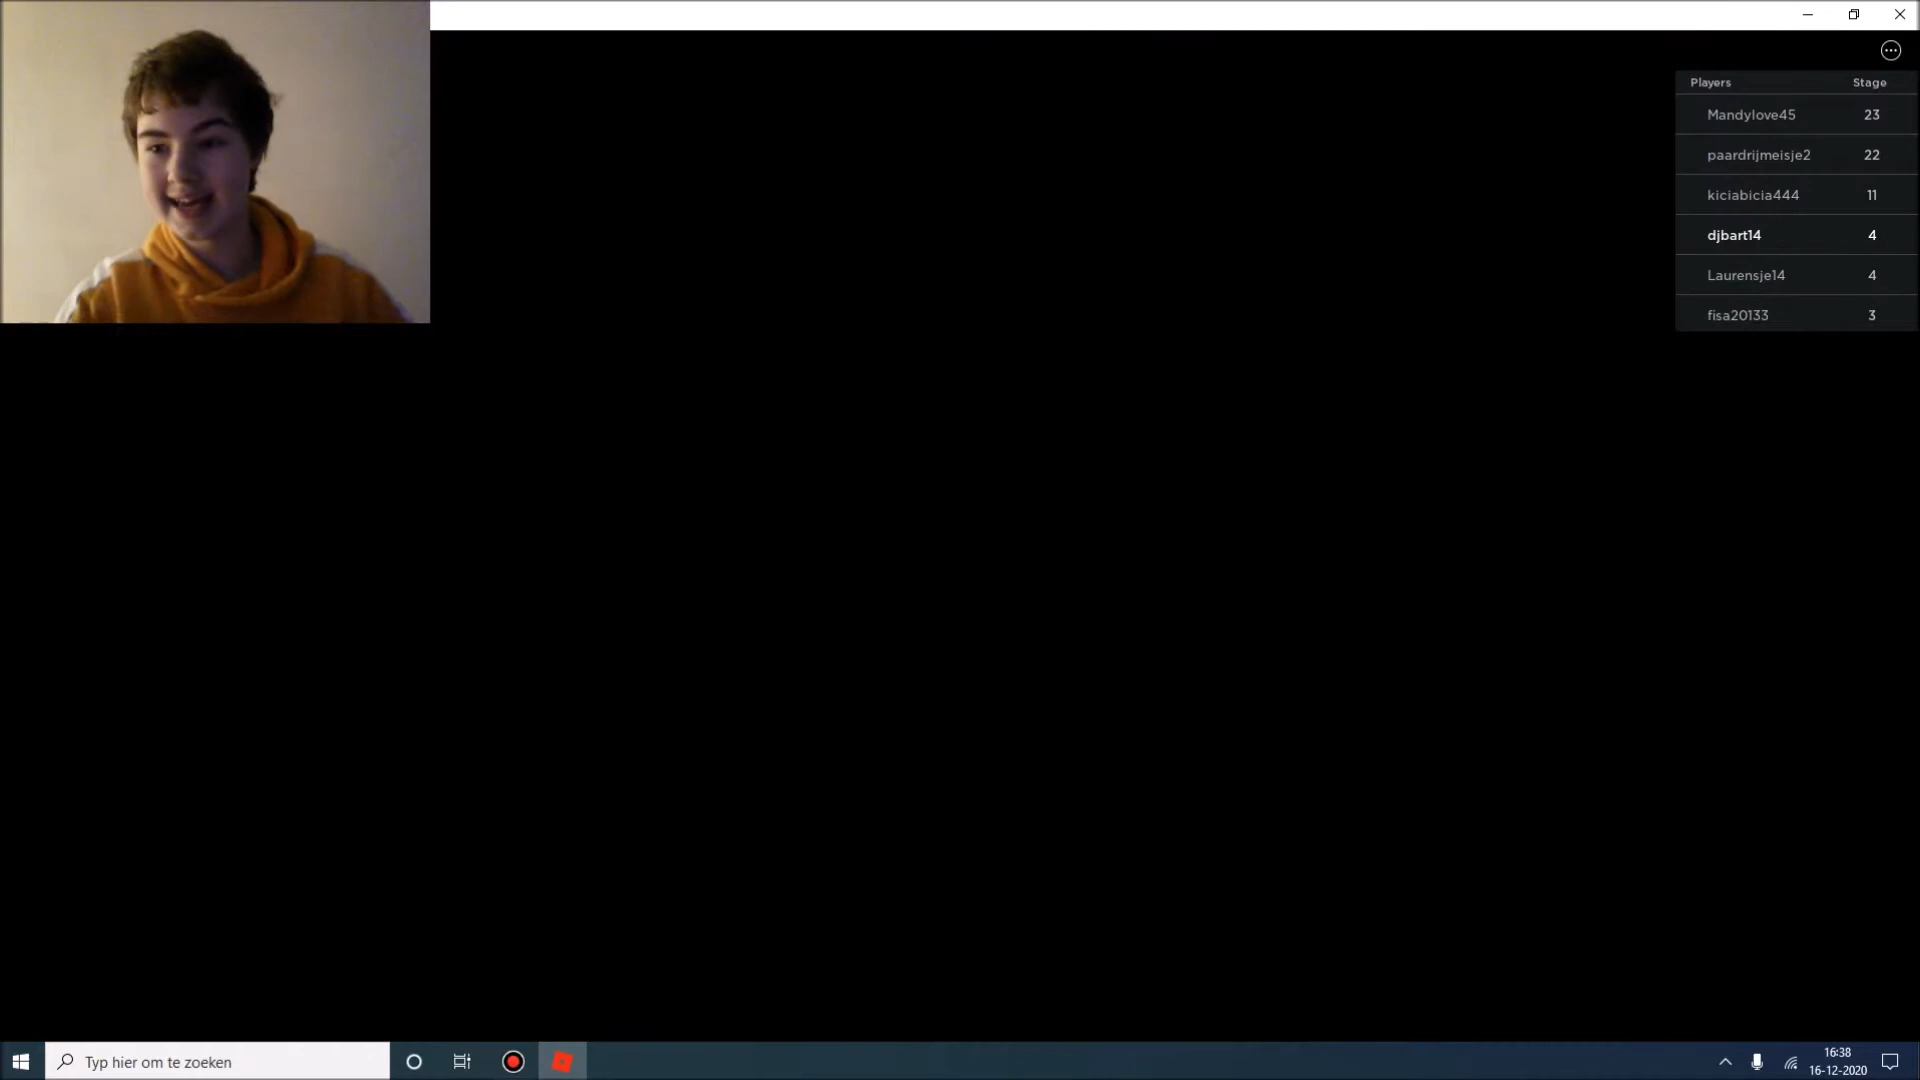 Players Stage
Mandylove45 23
paardrijmeisje2 22
kiciabicia444 11
djbart14 4
Laurensje14 4
fisa20133 3
Typ hier om te zoeken
16:38
16-12-2020